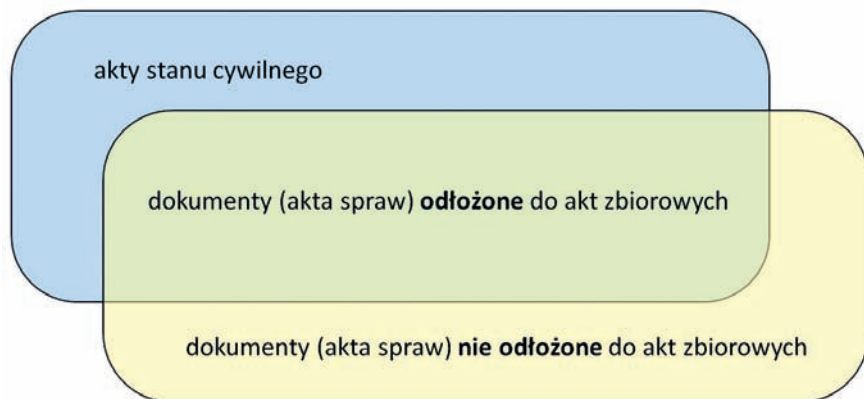 akty stanu cywilnego
dokumenty (akta spraw) odłożone do akt zbiorowych
dokumenty (akta spraw) nie odłożone do akt zbiorowych